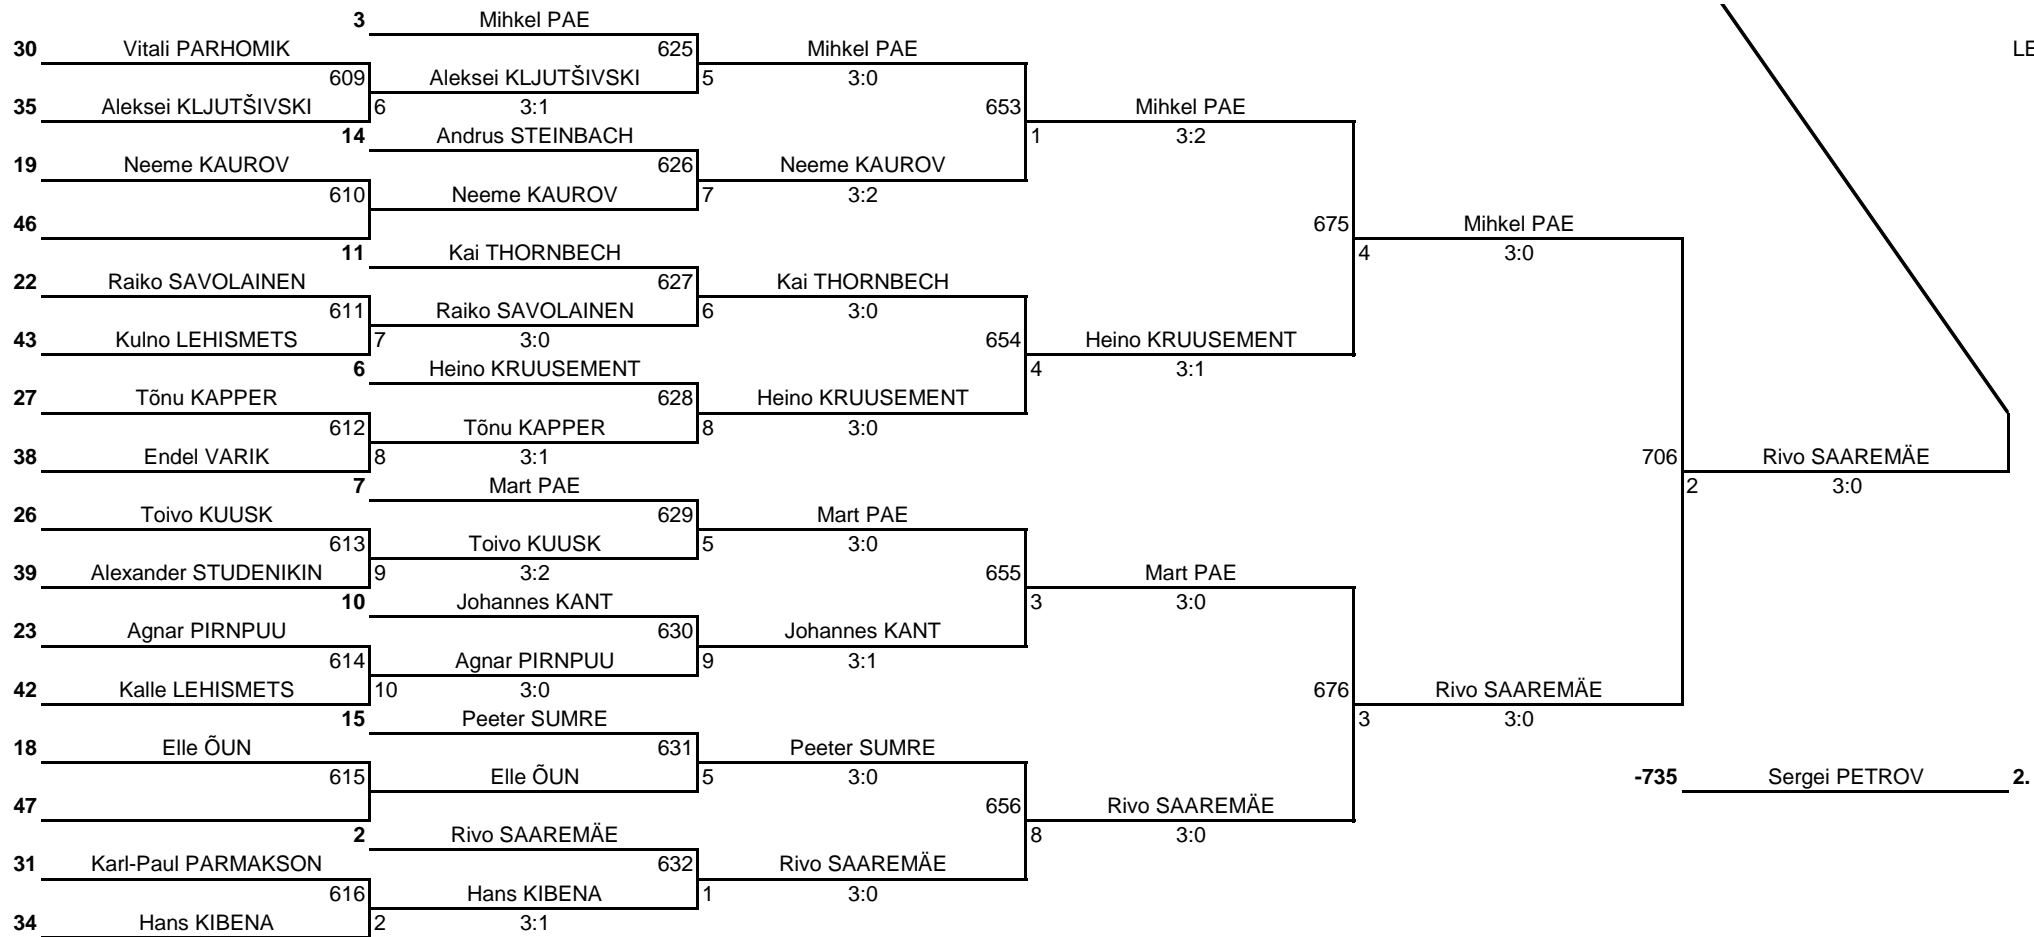 3 Mihkel PAE
30 Vitali PARHOMIK 625 Mihkel PAE LE
609 Aleksei KLJUTŠIVSKI 5 3:0
35 Aleksei KLJUTŠIVSKI 6 3:1 653 Mihkel PAE
14 Andrus STEINBACH 1 3:2
19 Neeme KAUROV 626 Neeme KAUROV
610 Neeme KAUROV 7 3:2
46 675 Mihkel PAE
11 Kai THORNBECH 4 3:0
22 Raiko SAVOLAINEN 627 Kai THORNBECH
611 Raiko SAVOLAINEN 6 3:0
43 Kulno LEHISMETS 7 3:0 654 Heino KRUUSEMENT
6 Heino KRUUSEMENT 4 3:1
27 Tõnu KAPPER 628 Heino KRUUSEMENT
612 Tõnu KAPPER 8 3:0
38 Endel VARIK 8 3:1 706 Rivo SAAREMÄE
7 Mart PAE 2 3:0
26 Toivo KUUSK 629 Mart PAE
613 Toivo KUUSK 5 3:0
39 Alexander STUDENIKIN 9 3:2 655 Mart PAE
10 Johannes KANT 3 3:0
23 Agnar PIRNPUU 630 Johannes KANT
614 Agnar PIRNPUU 9 3:1
42 Kalle LEHISMETS 10 3:0 676 Rivo SAAREMÄE
15 Peeter SUMRE 3 3:0
18 Elle ÕUN 631 Peeter SUMRE
615 Elle ÕUN 5 3:0 -735 Sergei PETROV 2.
47 656 Rivo SAAREMÄE
2 Rivo SAAREMÄE 8 3:0
31 Karl-Paul PARMAKSON 632 Rivo SAAREMÄE
616 Hans KIBENA 1 3:0
34 Hans KIBENA 2 3:1